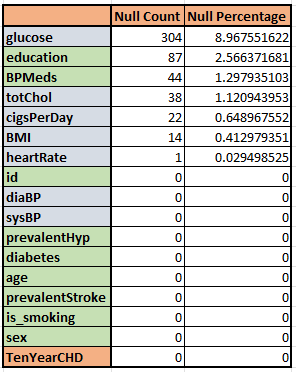 Null Count Null Percentage
glucose 304 8.967551622
education 87 2.566371681
BPMeds 44 1.297935103
totChol 38 1.120943953
cigsPerDay 22 0.648967552
BMI 14 0.412979351
heartRate 1 0.029498525
id 0 0
diaBP 0 0
sysBP 0 0
prevalentHyp 0 0
diabetes 0 0
age 0 0
prevalentStroke 0 0
is_smoking 0 0
sex 0 0
TenYearCHD 0 0